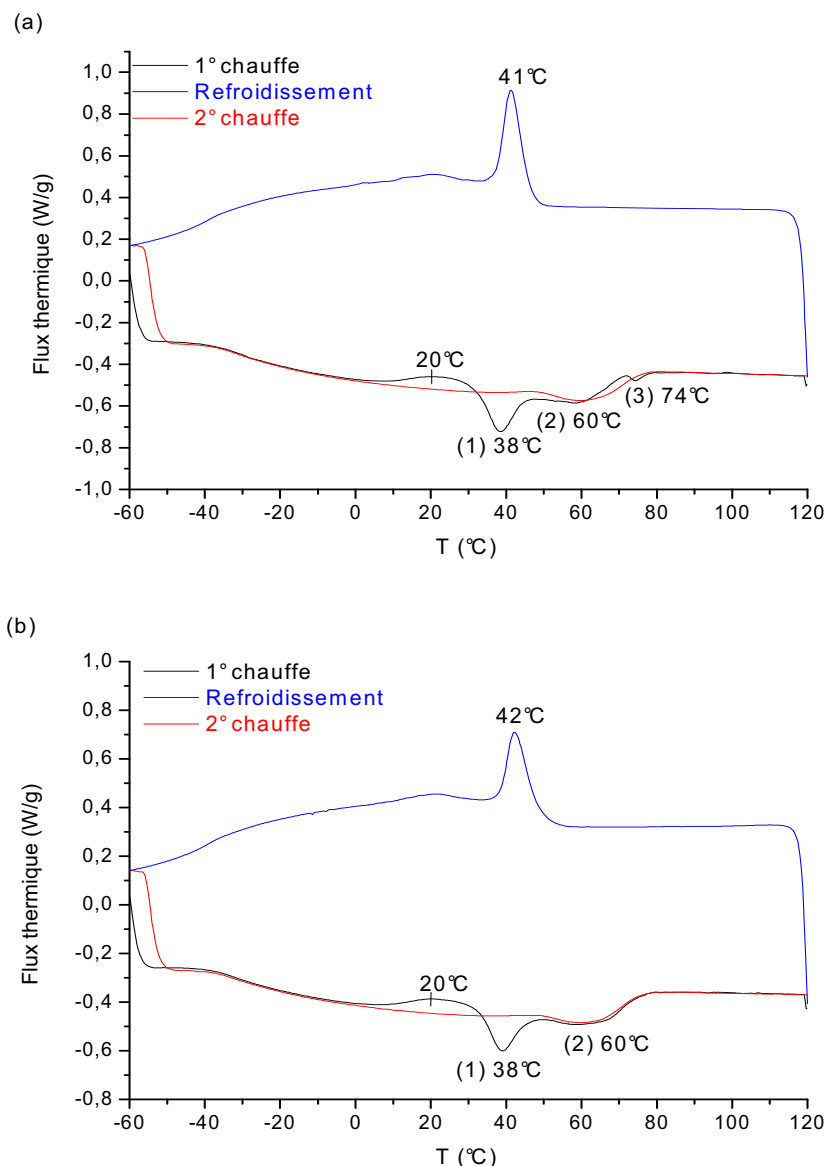 (a)
1° chauffe
Refroidissement
2° chauffe
41°C
20°C
(1) 38°C
(2) 60°C
(3) 74°C
1,0
0,8
0,6
0,4
0,2
0,0
-0,2
-0,4
-0,6
-0,8
-1,0
Flux thermique (W/g)
-60 -40 -20 0 20 40 60 80 100 120
T (°C)
(b)
1° chauffe
Refroidissement
2° chauffe
42°C
20°C
(1) 38°C
(2) 60°C
1,0
0,8
0,6
0,4
0,2
0,0
-0,2
-0,4
-0,6
-0,8
Flux thermique (W/g)
-60 -40 -20 0 20 40 60 80 100 120
T (°C)